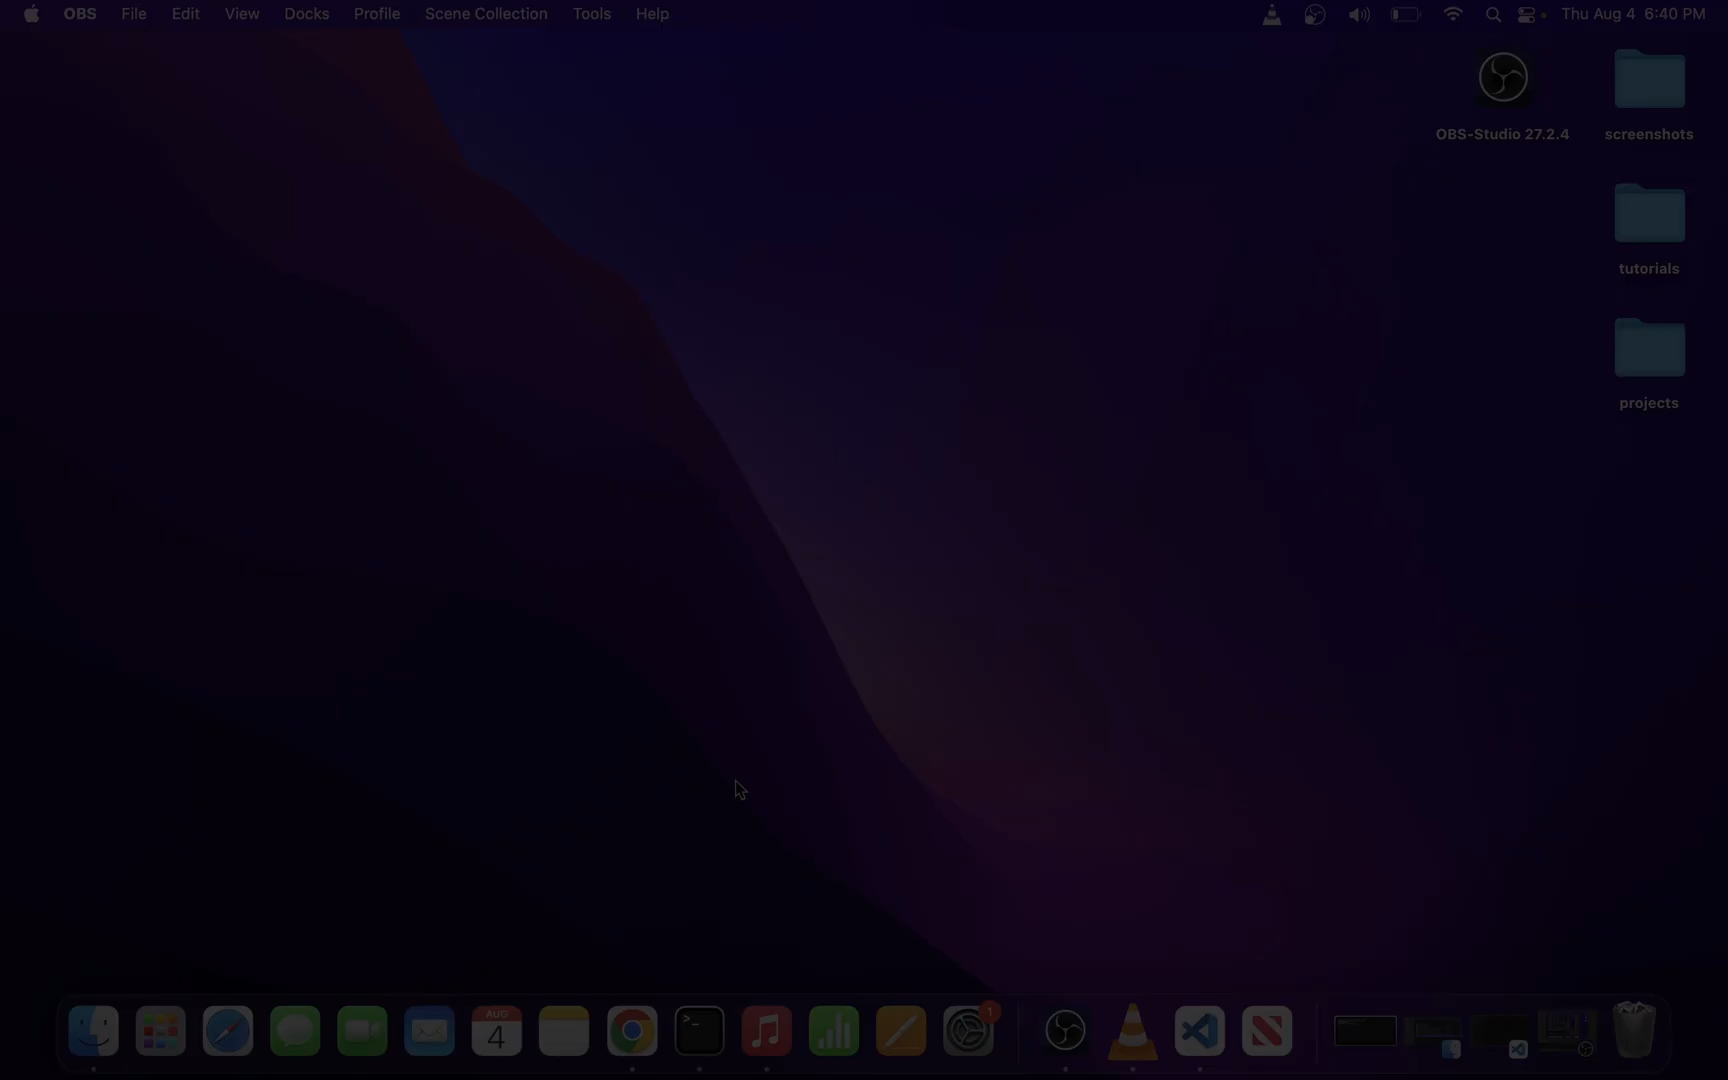 OBS File Edit View Docks Profile Scene Collection Tools Help Thu Aug 4 6:40 PM
OBS-Studio 27.2.4 screenshots
tutorials
projects
AUG
4
1